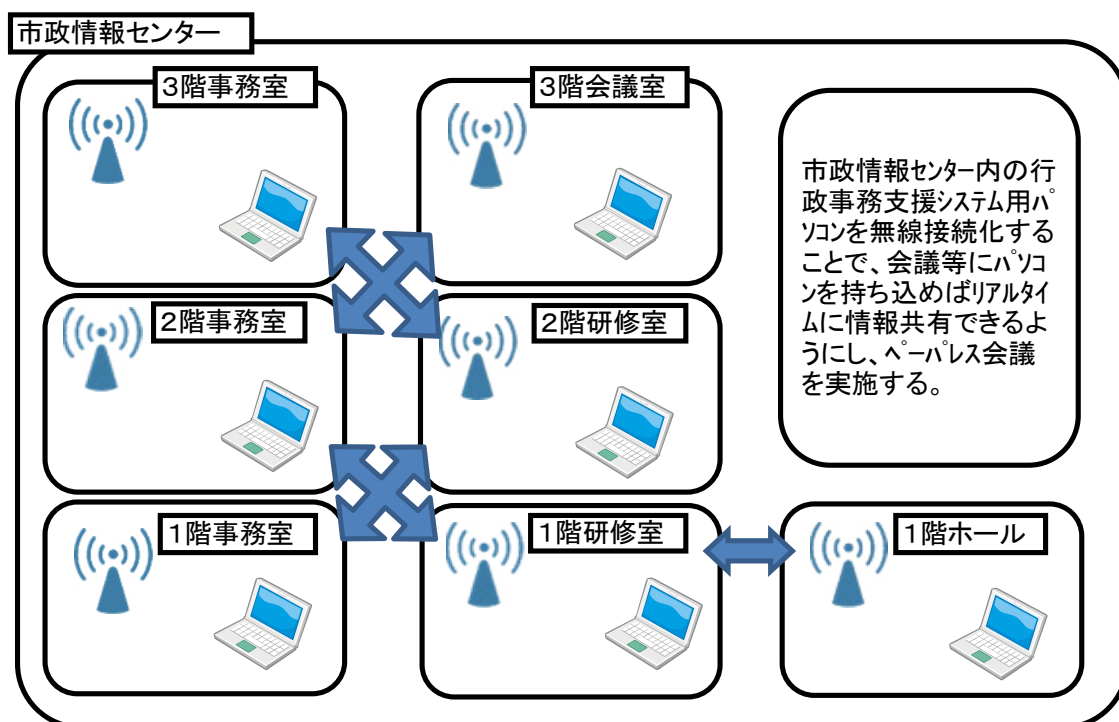 市政情報センター
3階事務室
3階会議室
市政情報ｾﾝﾀｰ内の行
政事務支援ｼｽﾃﾑ用ﾊﾟ
ｿｺﾝを無線接続化する
ことで、会議等にﾊﾟｿｺ
ﾝを持ち込めばﾘｱﾙﾀｲ
ﾑに情報共有できるよ
うにし、ﾍﾟｰﾊﾟﾚｽ会議
を実施する。
2階事務室
2階研修室
1階事務室
1階研修室
1階ホール